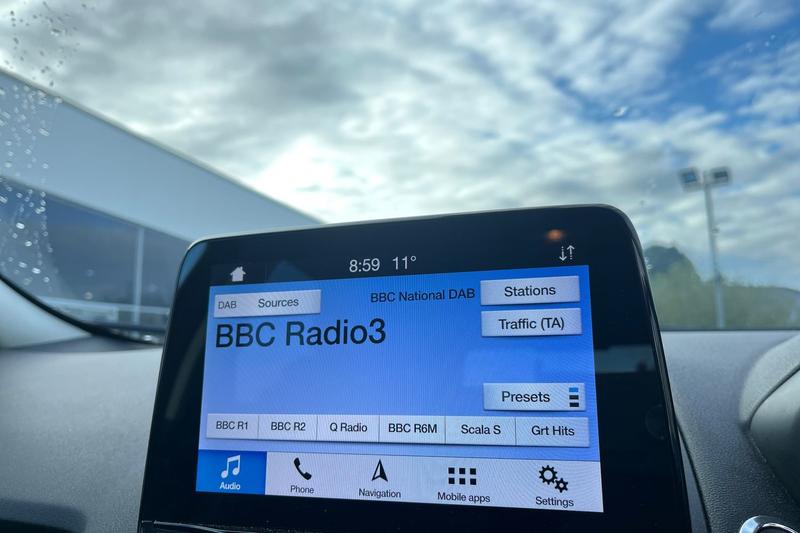 8:59 11°
DAB Sources
BBC National DAB
Stations
BBC Radio3
Traffic (TA)
Presets
BBC R1 BBC R2 Q Radio BBC R6M Scala S Grt Hits
Audio Phone Navigation Mobile apps Settings